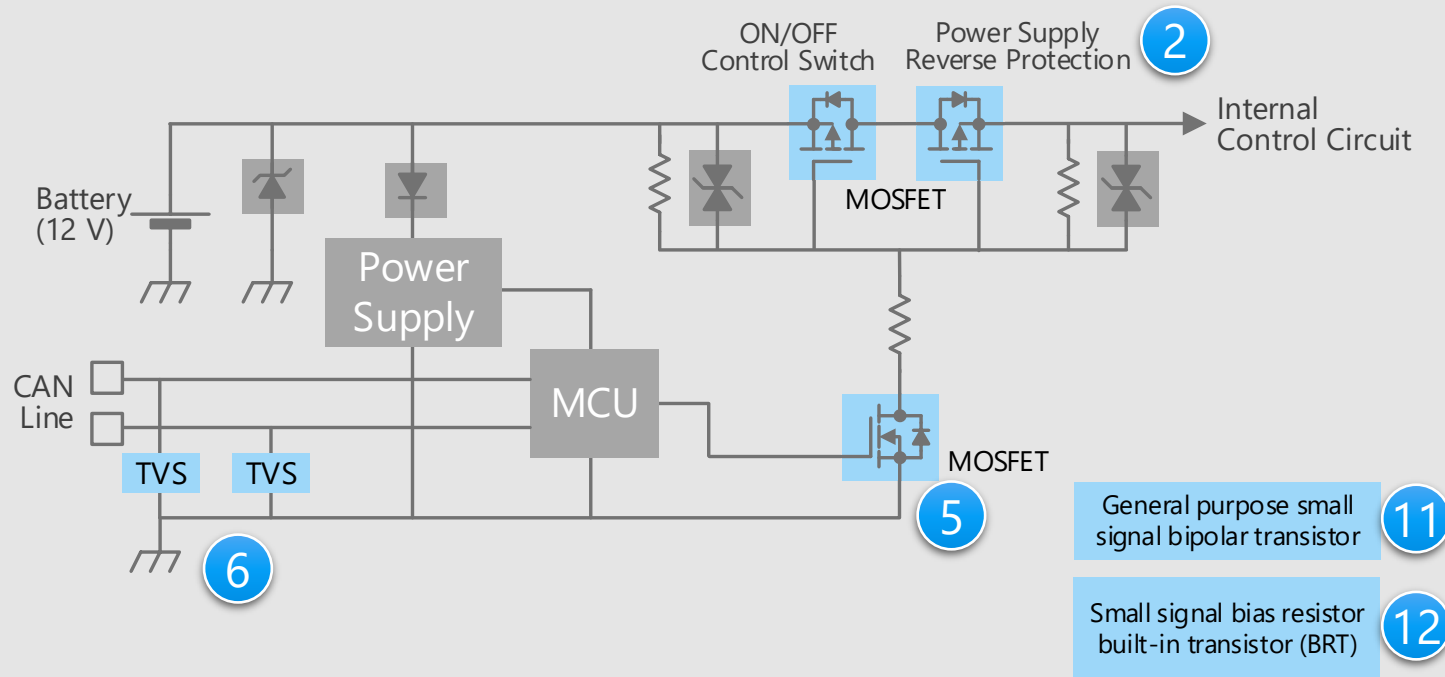 ON/OFF
Control Switch
Power Supply
Reverse Protection
2
Internal
Control Circuit
MOSFET
Battery
(12 V)
Power
Supply
CAN
Line
MCU
TVS
TVS
MOSFET
5
6
General purpose small
signal bipolar transistor
11
Small signal bias resistor
built-in transistor (BRT)
12